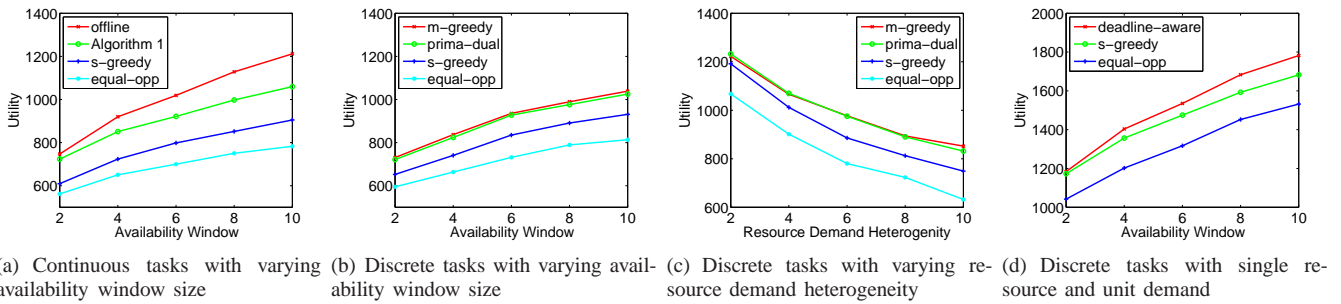 1400
1200
1000
800
600
Utility
2 4 6 8 10
Availability Window
offline
Algorithm 1
s-greedy
equal-opp
1400
1200
1000
800
600
Utility
2 4 6 8 10
Availability Window
m-greedy
prima-dual
s-greedy
equal-opp
1400
1200
1000
800
600
Utility
2 4 6 8 10
Resource Demand Heterogenity
m-greedy
prima-dual
s-greedy
equal-opp
2000
1800
1600
1400
1200
1000
Utility
2 4 6 8 10
Availability Window
deadline-aware
s-greedy
equal-opp
(a) Continuous tasks with varying
availability window size
(b) Discrete tasks with varying avail-
ability window size
(c) Discrete tasks with varying re-
source demand heterogeneity
(d) Discrete tasks with single re-
source and unit demand